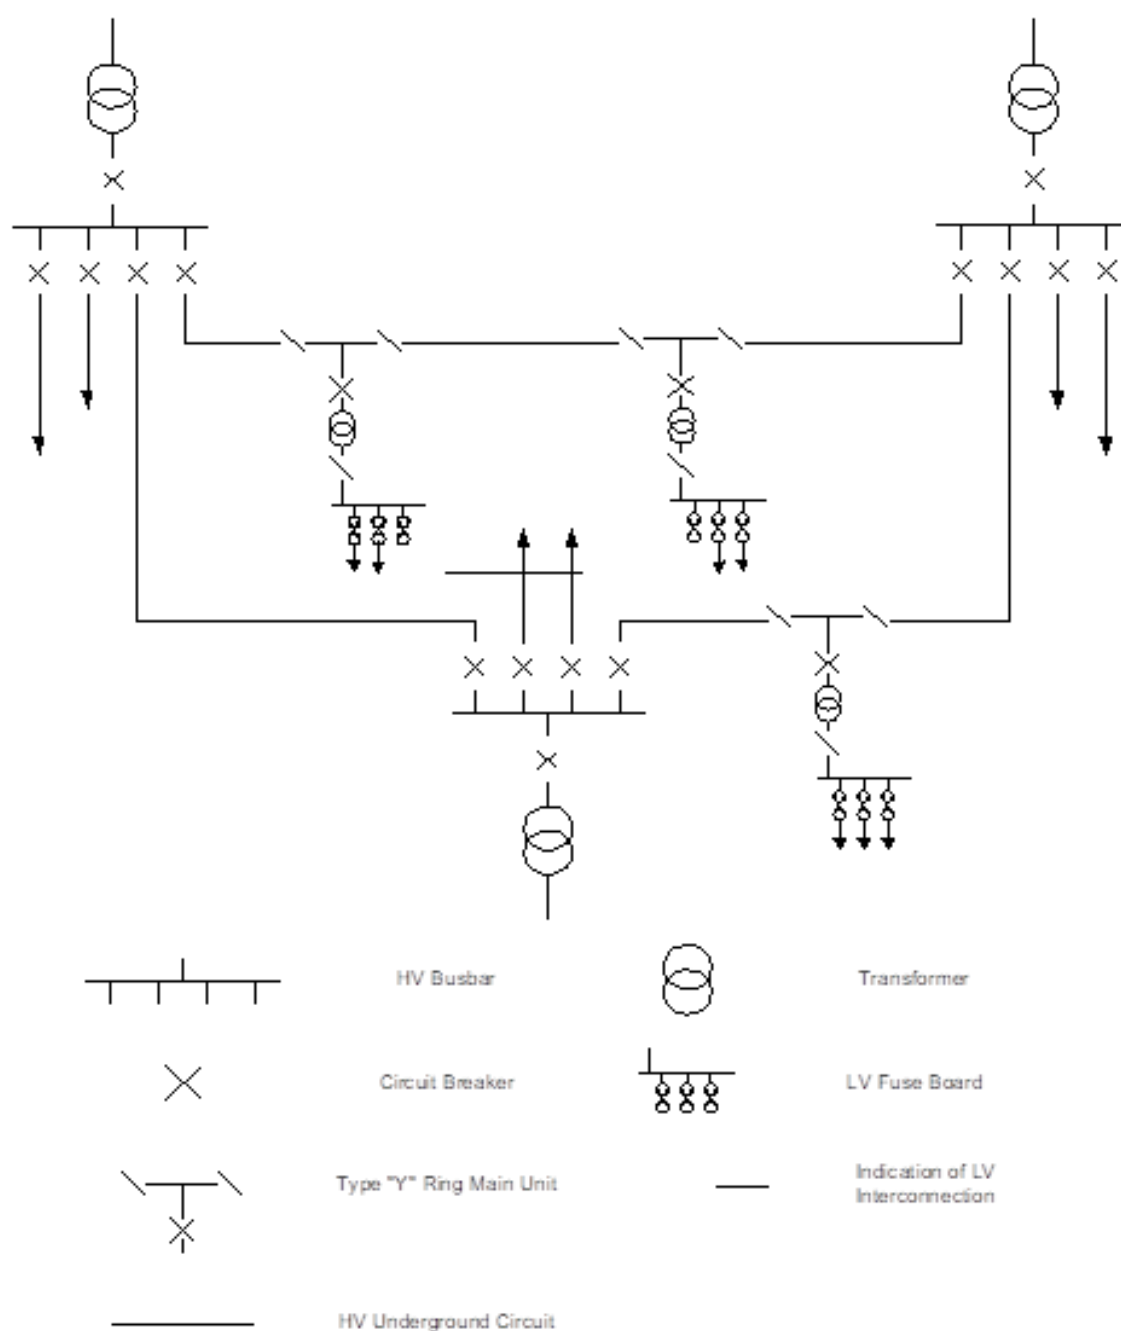 HV Busbar
Transformer
Circuit Breaker
LV Fuse Board
Type "Y" Ring Main Unit
Indication of LV
Interconnection
HV Underground Circuit